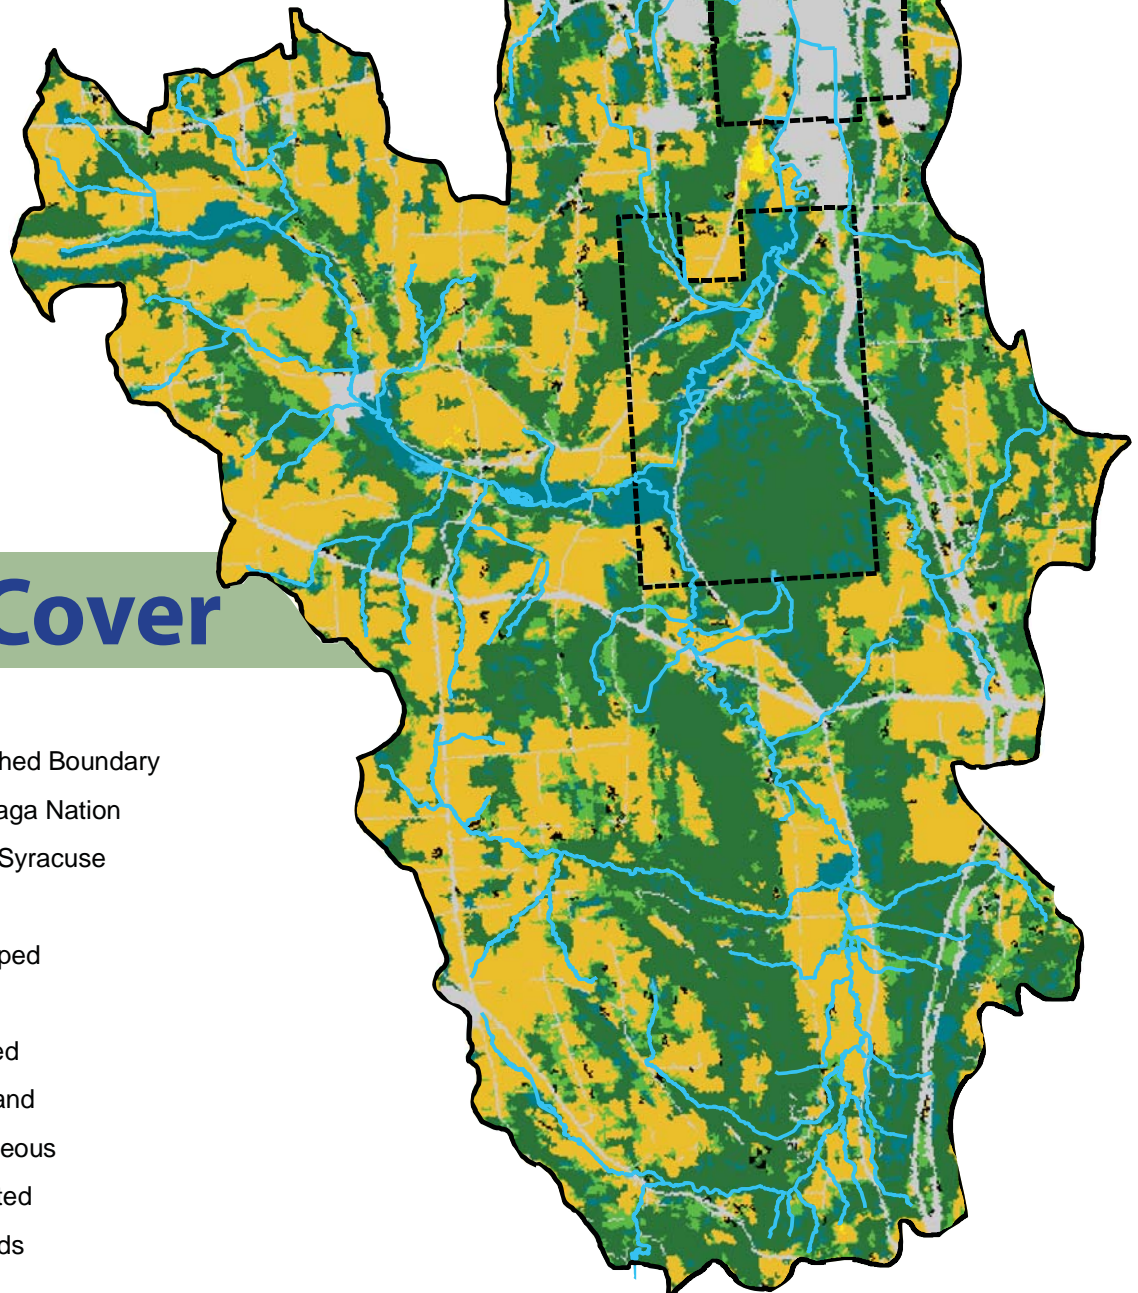 Cover
hed Boundary
aga Nation
Syracuse
ped
ed
and
eous
ted
ds